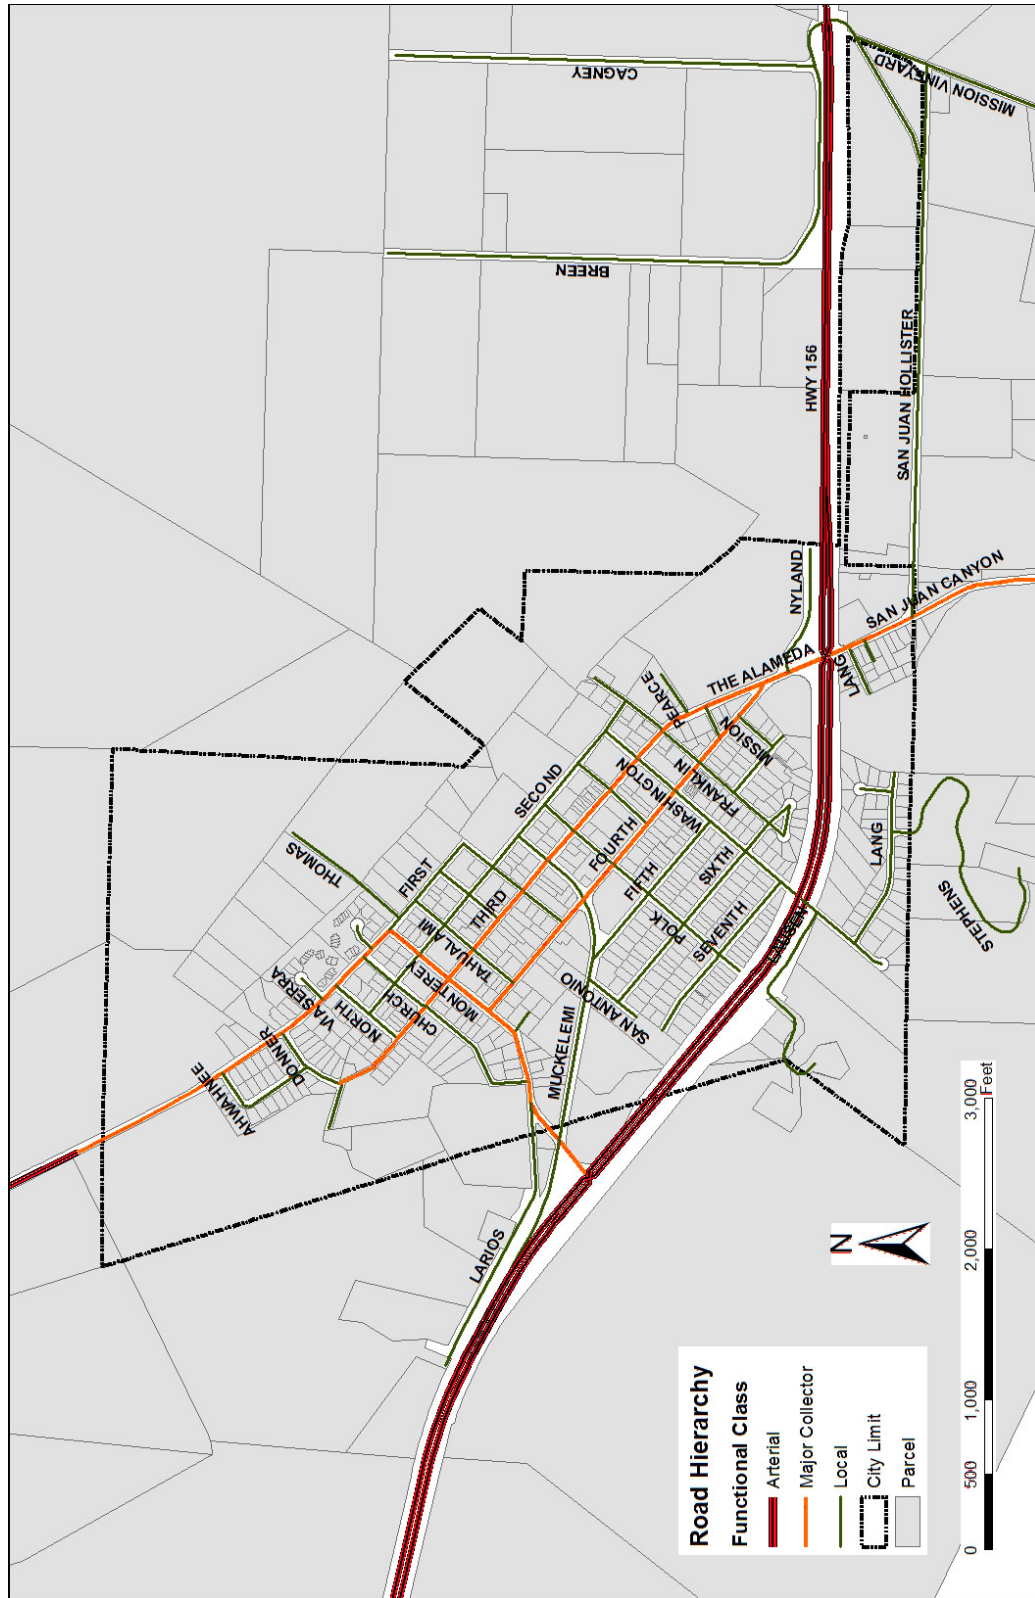 CAGNEY
MISSION VINEYARD
BREEN
HWY 156
SAN JUAN HOLLISTER
NYLAND
SAN JUAN CANYON
THE ALAMEDA
LANG
PEARCE
MISSION
FRANKLIN
WASHINGTON
SECOND
FOURTH
FIFTH
SIXTH
LANG
STEPHENS
THOMAS
FIRST
THIRD
TAHUALAMI
POLK
SEVENTH
LAUSEN
VIA SERRA
MONTEREY
CHURCH
NORTH
SAN ANTONIO
DONNER
AHWAHNEE
MUCKELEMI
LARIOS
N
Road Hierarchy
Functional Class
Arterial
Major Collector
Local
City Limit
Parcel
0 500 1,000 2,000 3,000
Feet